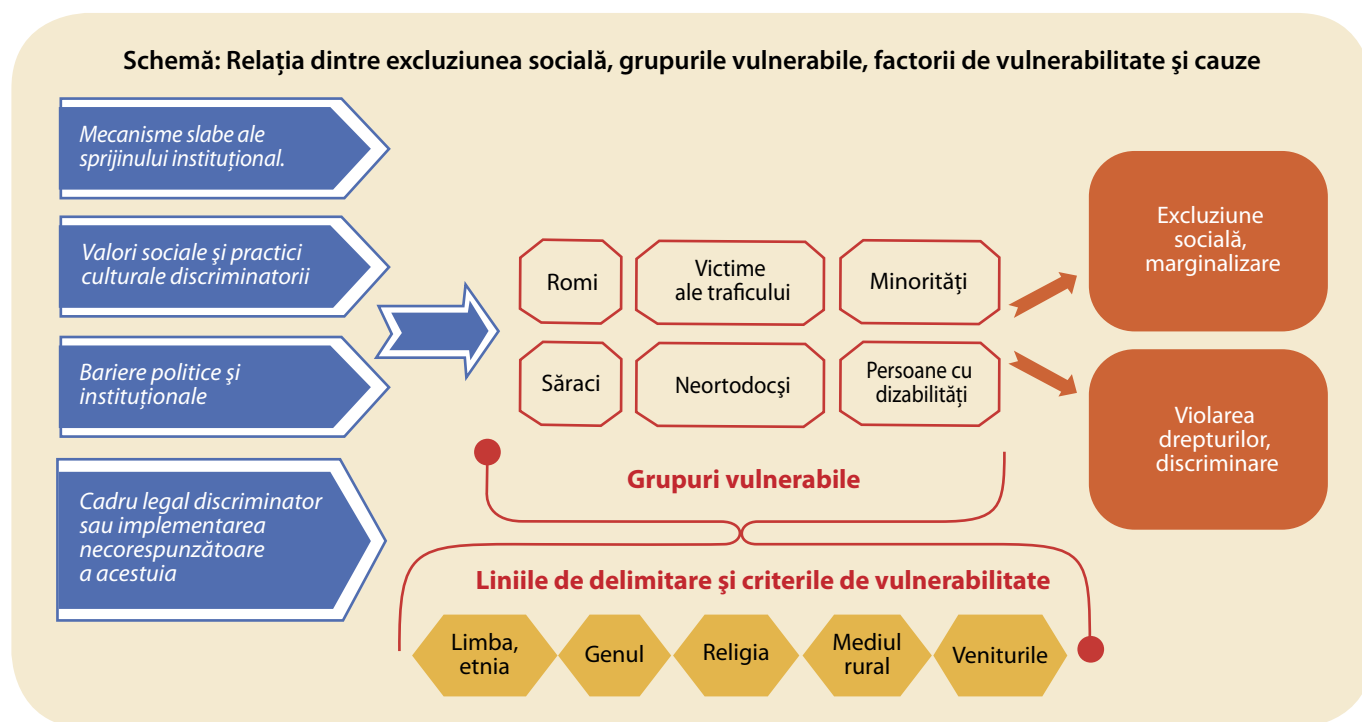 Schemă: Relația dintre excluziunea socială, grupurile vulnerabile, factorii de vulnerabilitate şi cauze
Mecanisme slabe ale
sprijinului instituțional.
Valori sociale şi practici
culturale discriminatorii
Bariere politice şi
instituționale
Cadru legal discriminator
sau implementarea
necorespunzătoare
a acestuia
Romi
Victime
ale traficului
Minorități
Săraci
Neortodocşi
Persoane cu
dizabilități
Grupuri vulnerabile
Excluziune
socială,
marginalizare
Violarea
drepturilor,
discriminare
Liniile de delimitare şi criterile de vulnerabilitate
Limba,
etnia
Genul
Religia
Mediul
rural
Veniturile